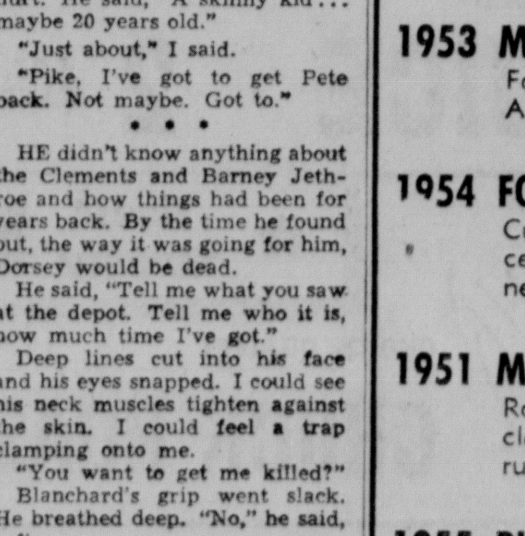 maybe 20 years old."
"Just about," I said.
"Pike, I've got to get Pete
back. Not maybe. Got to."
• • •
HE didn't know anything about
the Clements and Barney Jeth-
roe and how things had been for
years back. By the time he found
out, the way it was going for him,
Dorsey would be dead.
He said, "Tell me what you saw
at the depot. Tell me who it is,
how much time I've got."
Deep lines cut into his face
and his eyes snapped. I could see
his neck muscles tighten against
the skin. I could feel a trap
clamping onto me.
"You want to get me killed?"
Blanchard's grip went slack.
He breathed deep. "No," he said,
1953 M
Fo
A
1954 FO
C
ce
ne
1951 M
Ro
cl
ru